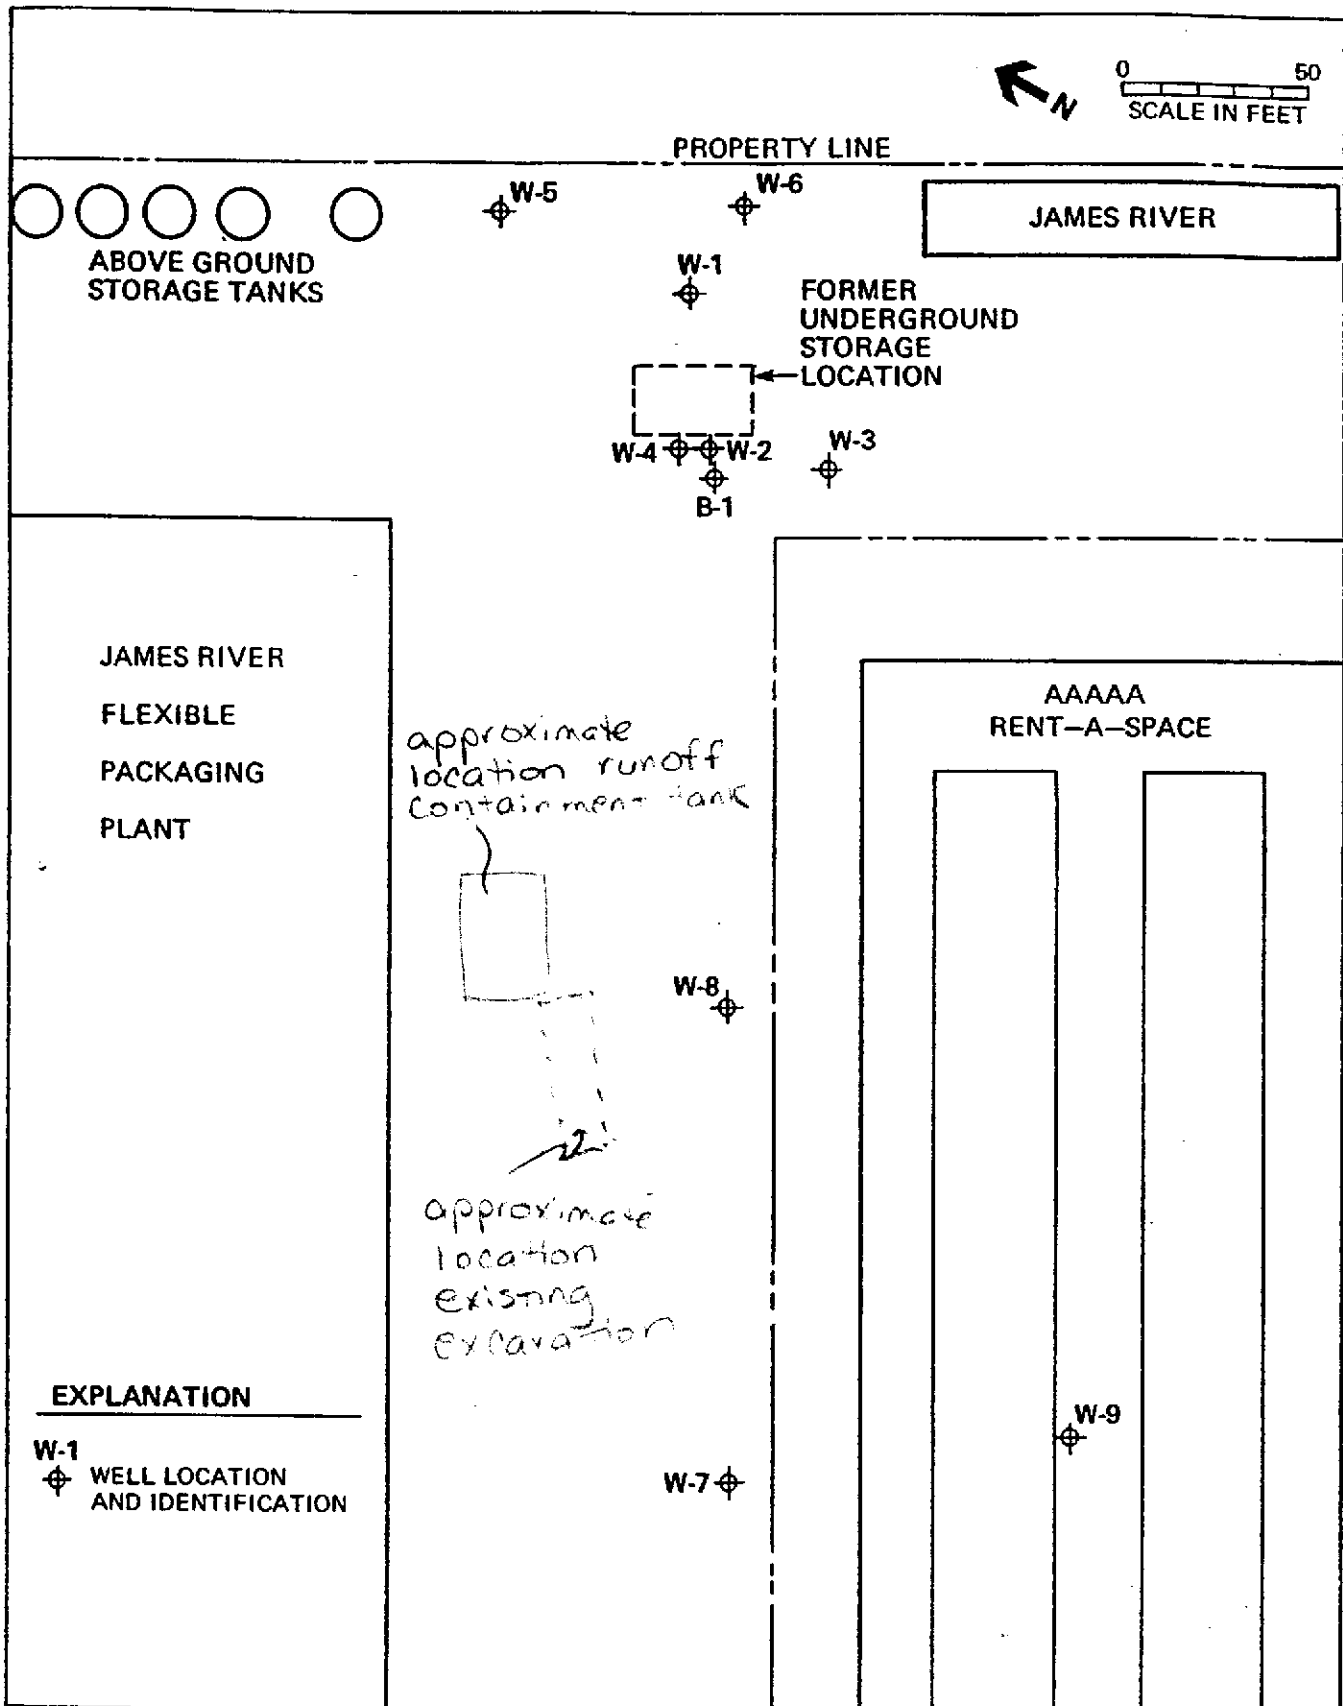 N
0 50
SCALE IN FEET
PROPERTY LINE
W-5
W-6
JAMES RIVER
ABOVE GROUND
STORAGE TANKS
W-1
FORMER
UNDERGROUND
STORAGE
LOCATION
W-4
W-2
W-3
B-1
JAMES RIVER
FLEXIBLE
PACKAGING
PLANT
AAAAA
RENT-A-SPACE
approximate
location runoff
containment tank
W-8
approximate
location
existing
excavation
EXPLANATION
W-1
WELL LOCATION
AND IDENTIFICATION
W-7
W-9